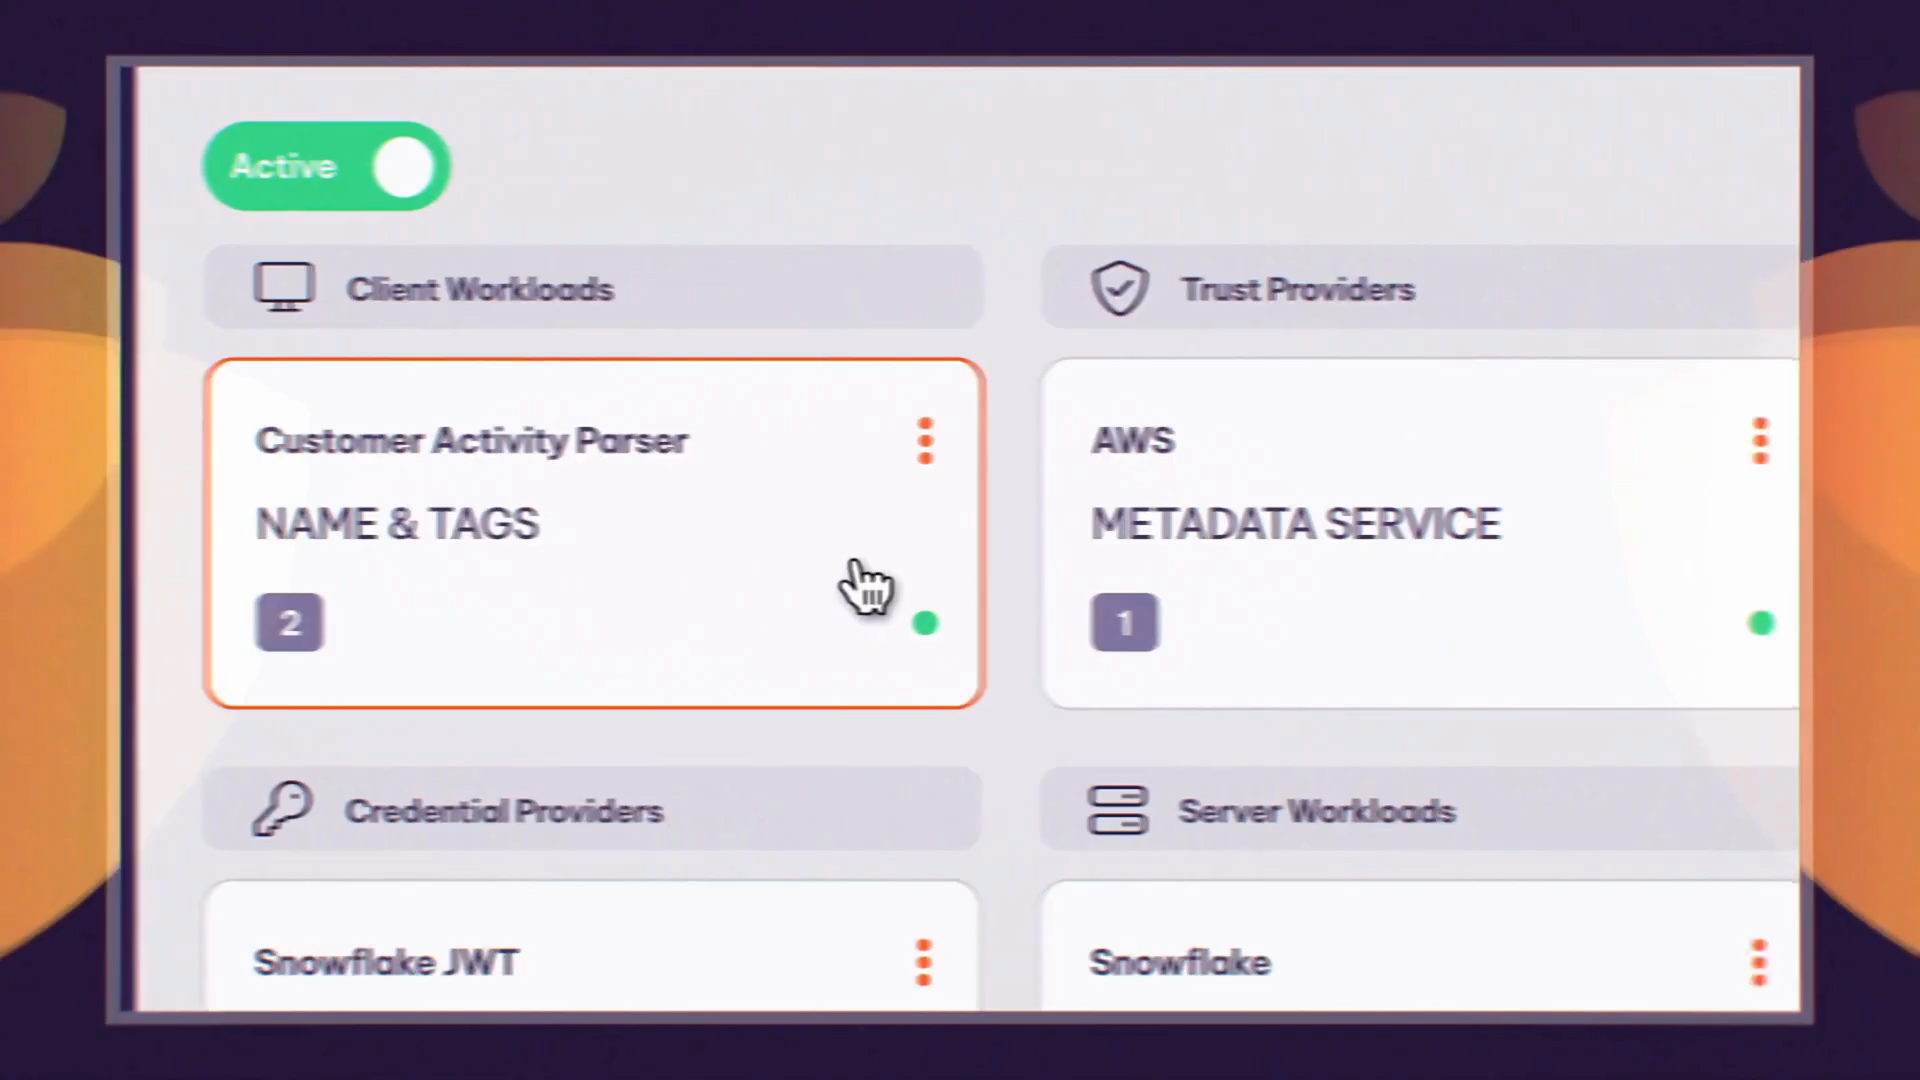 Active
Client Workloads
Trust Providers
Customer Activity Parser
NAME & TAGS
2
AWS
METADATA SERVICE
1
Credential Providers
Server Workloads
Snowflake JWT
Snowflake